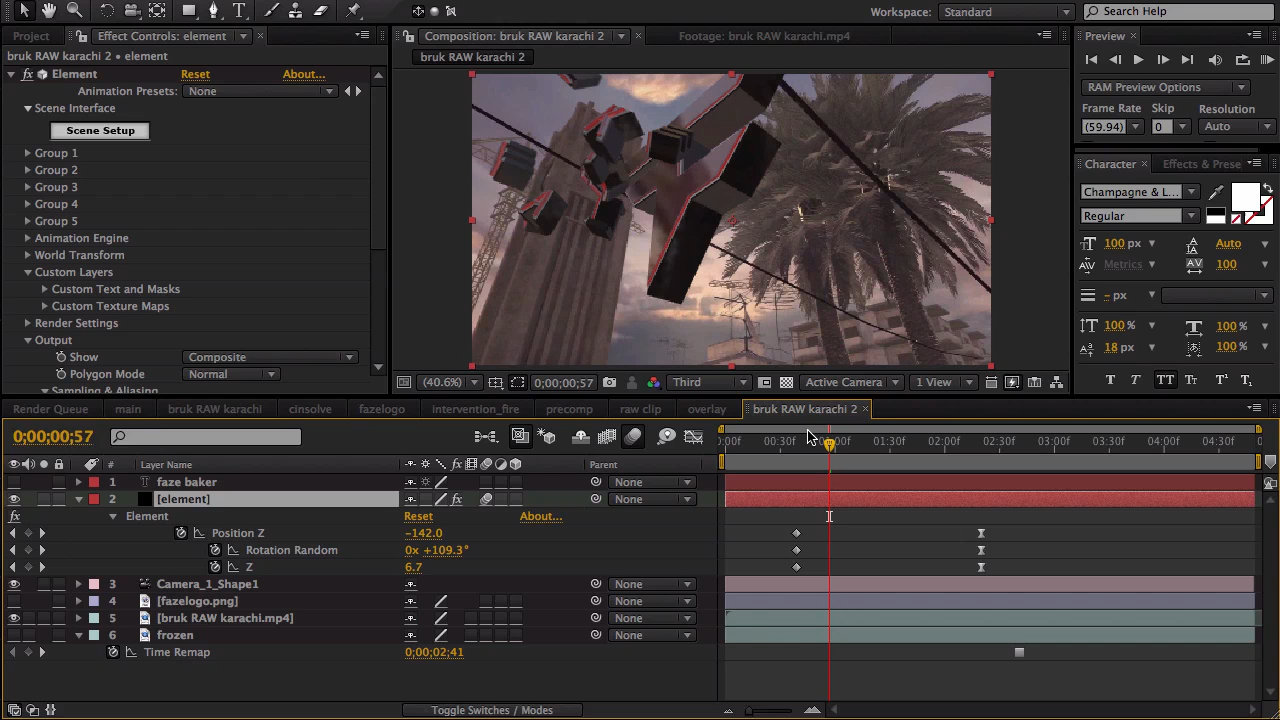 Workspace: Standard
Search Help
Project Effect Controls: element
Composition: bruk RAW karachi 2
Footage: bruk RAW karachi.mp4
Preview
bruk RAW karachi 2 • element
bruk RAW karachi 2
fx Element Reset About...
Animation Presets: None
RAM Preview Options
Scene Interface
Frame Rate Skip Resolution
Scene Setup
(59.94) 0 Auto
Group 1
Group 2
Group 3
Group 4
Group 5
Character Effects & Prese
Champagne & L...
Regular
Animation Engine
World Transform
Custom Layers
Custom Text and Masks
Custom Texture Maps
Render Settings
Output
Show Composite
Polygon Mode Normal
Sampling & Aliasing
100 px Auto
Metrics 100
- px
100 % 100 %
18 px 100 %
T T TT Tt T¹ T₁
(40.6%) 0;00;00;57 Third Active Camera 1 View
Render Queue main bruk RAW karachi cinsolve fazelogo intervention_fire precomp raw clip overlay bruk RAW karachi 2
0;00;00;57
:00f 00:30f 01:30f 02:00f 02:30f 03:00f 03:30f 04:00f 04:30f
# Layer Name Parent
1 T faze baker None
2 [element] fx None
fx Element Reset About...
Position Z -142.0
Rotation Random 0x +109.3°
Z 6.7
3 Camera_1_Shape1 None
4 [fazelogo.png] None
5 [bruk RAW karachi.mp4] None
6 frozen None
Time Remap 0;00;02;41
Toggle Switches / Modes